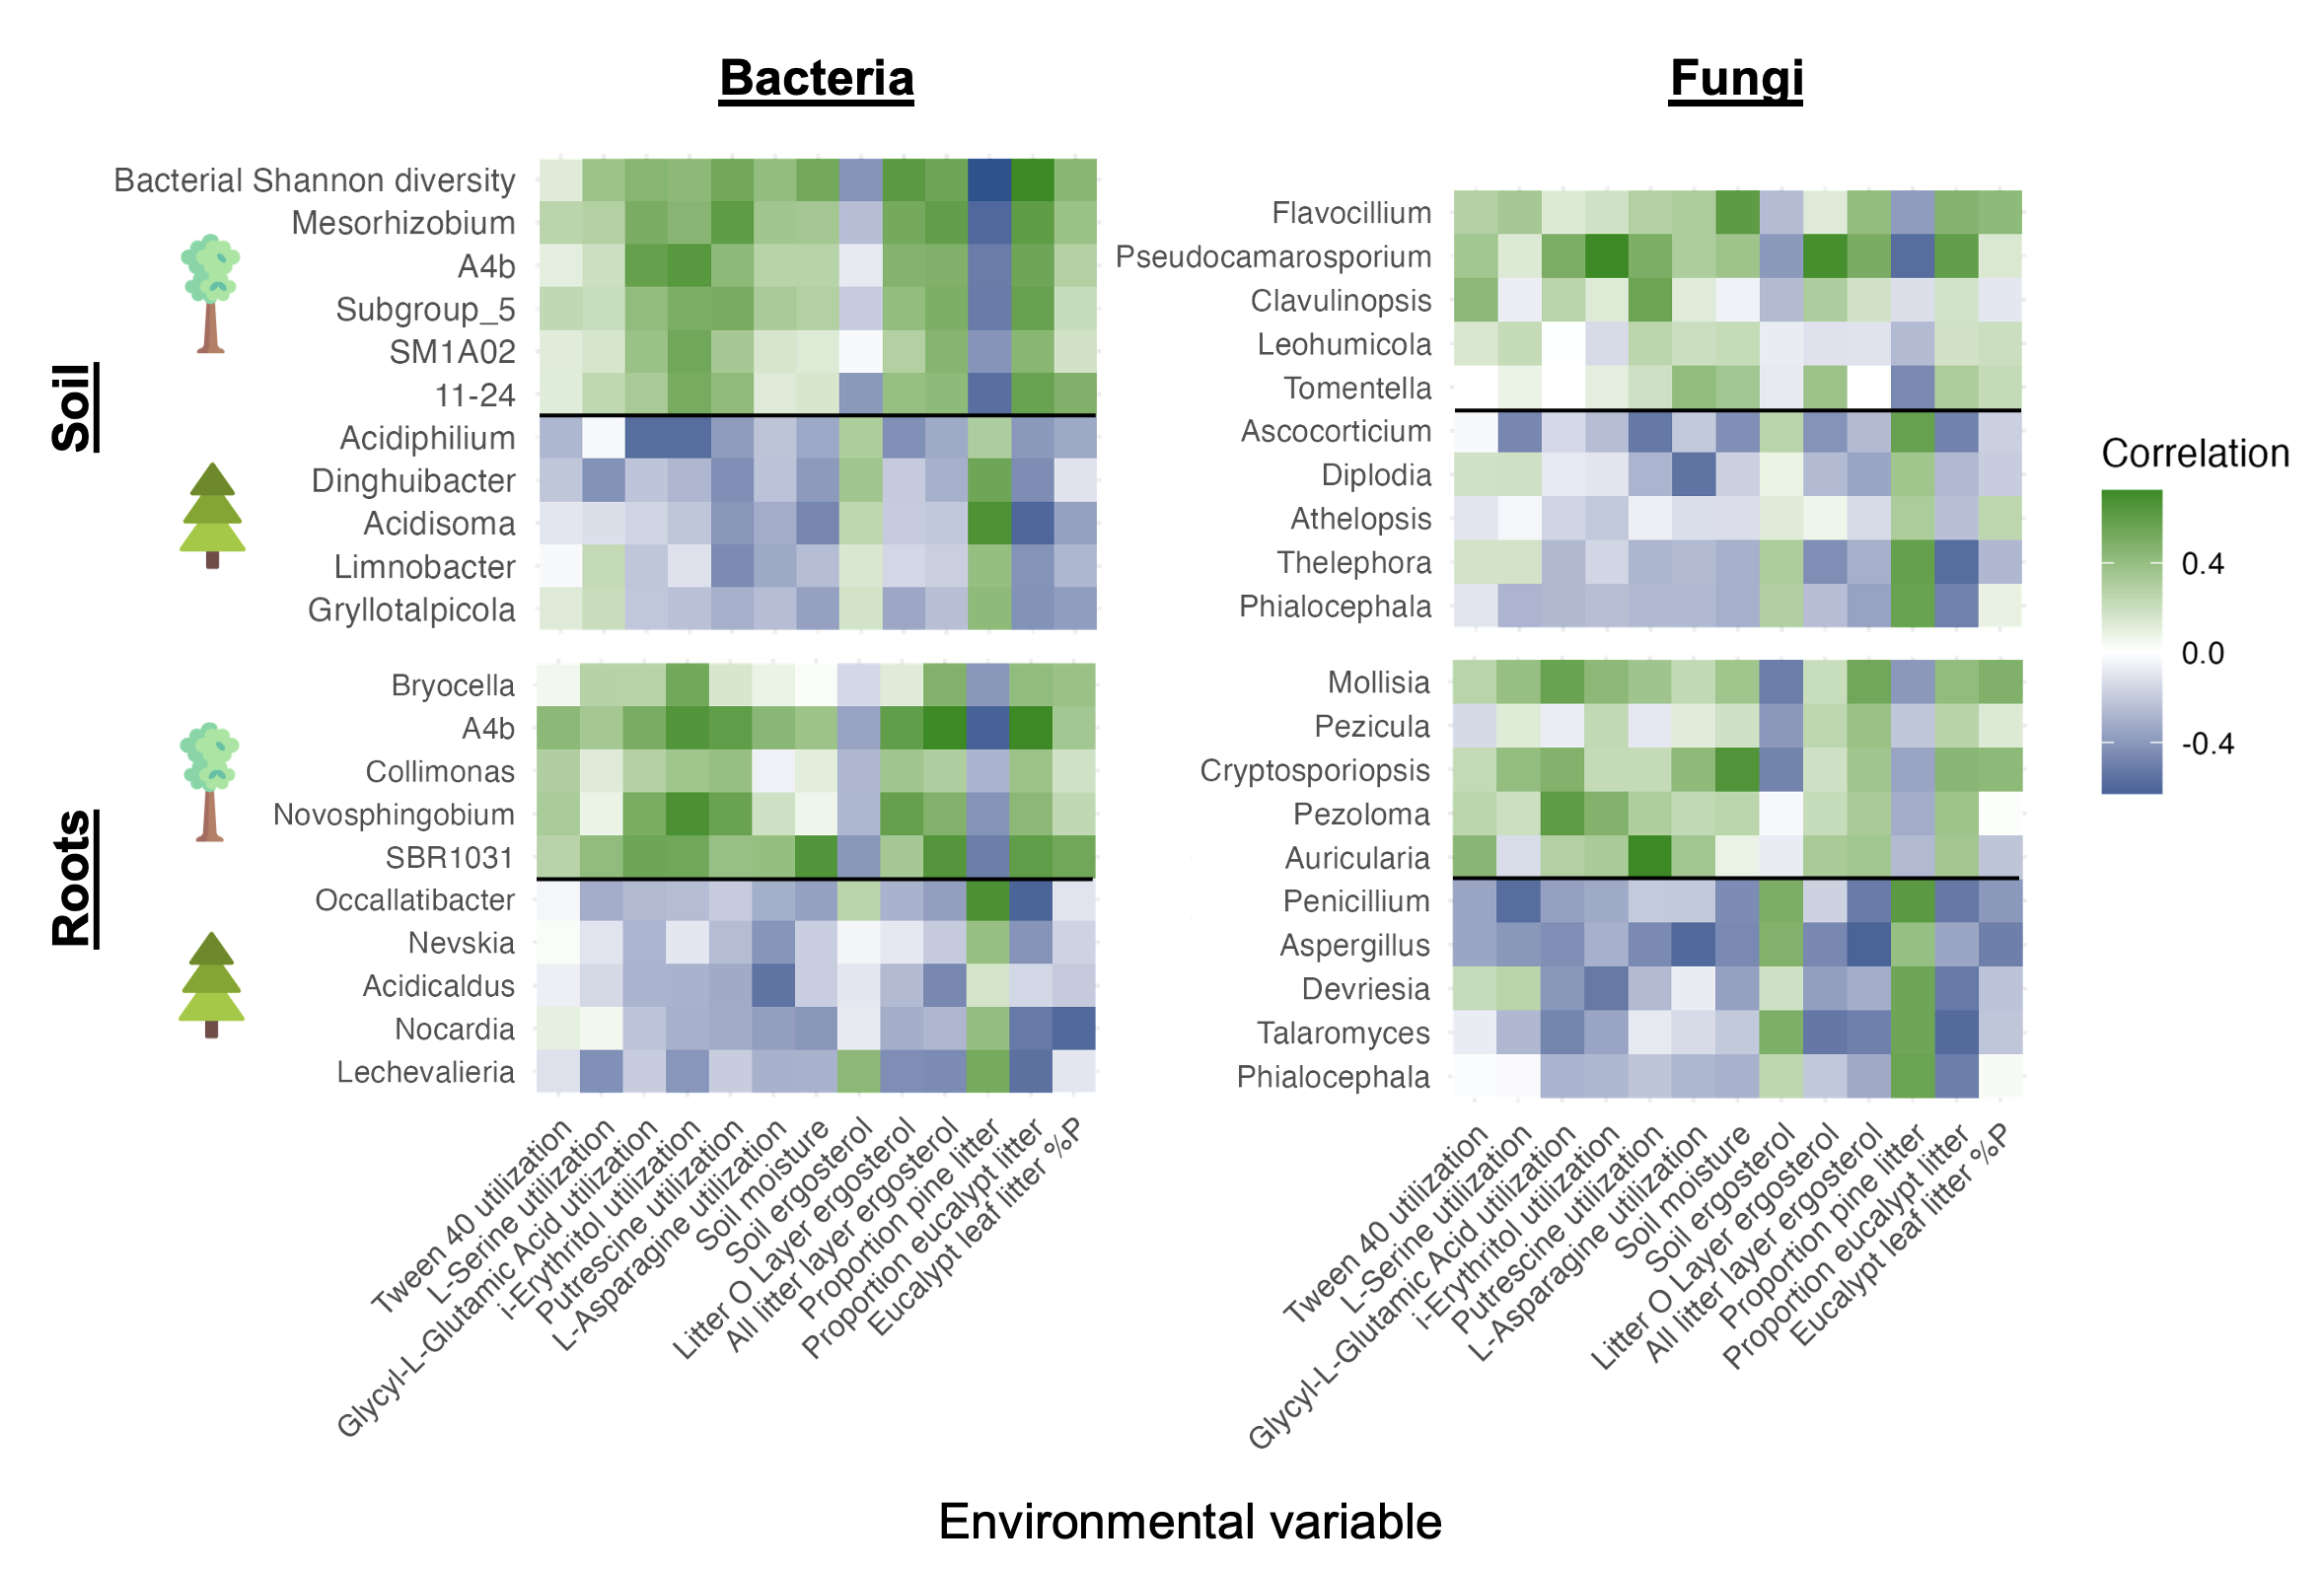 Bacteria
Fungi
Soil
Bacterial Shannon diversity
Mesorhizobium
A4b
Subgroup_5
SM1A02
11-24
Acidiphilium
Dinghuibacter
Acidisoma
Limnobacter
Gryllotalpicola
Flavocillium
Pseudocamarosporium
Clavulinopsis
Leohumicola
Tomentella
Ascocorticium
Diplodia
Athelopsis
Thelephora
Phialocephala
Correlation
0.4
0.0
-0.4
Roots
Bryocella
A4b
Collimonas
Novosphingobium
SBR1031
Occallatibacter
Nevskia
Acidicaldus
Nocardia
Lechevalieria
Mollisia
Pezicula
Cryptosporiopsis
Pezoloma
Auricularia
Penicillium
Aspergillus
Devriesia
Talaromyces
Phialocephala
Tween 40 utilization
L-Serine utilization
Glycyl-L-Glutamic Acid utilization
i-Erythritol utilization
Putrescine utilization
L-Asparagine utilization
Soil moisture
Soil ergosterol
Litter O Layer ergosterol
All litter layer ergosterol
Proportion pine litter
Proportion eucalypt litter
Eucalypt leaf litter %P
Tween 40 utilization
L-Serine utilization
Glycyl-L-Glutamic Acid utilization
i-Erythritol utilization
Putrescine utilization
L-Asparagine utilization
Soil moisture
Soil ergosterol
Litter O Layer ergosterol
All litter layer ergosterol
Proportion pine litter
Proportion eucalypt litter
Eucalypt leaf litter %P
Environmental variable